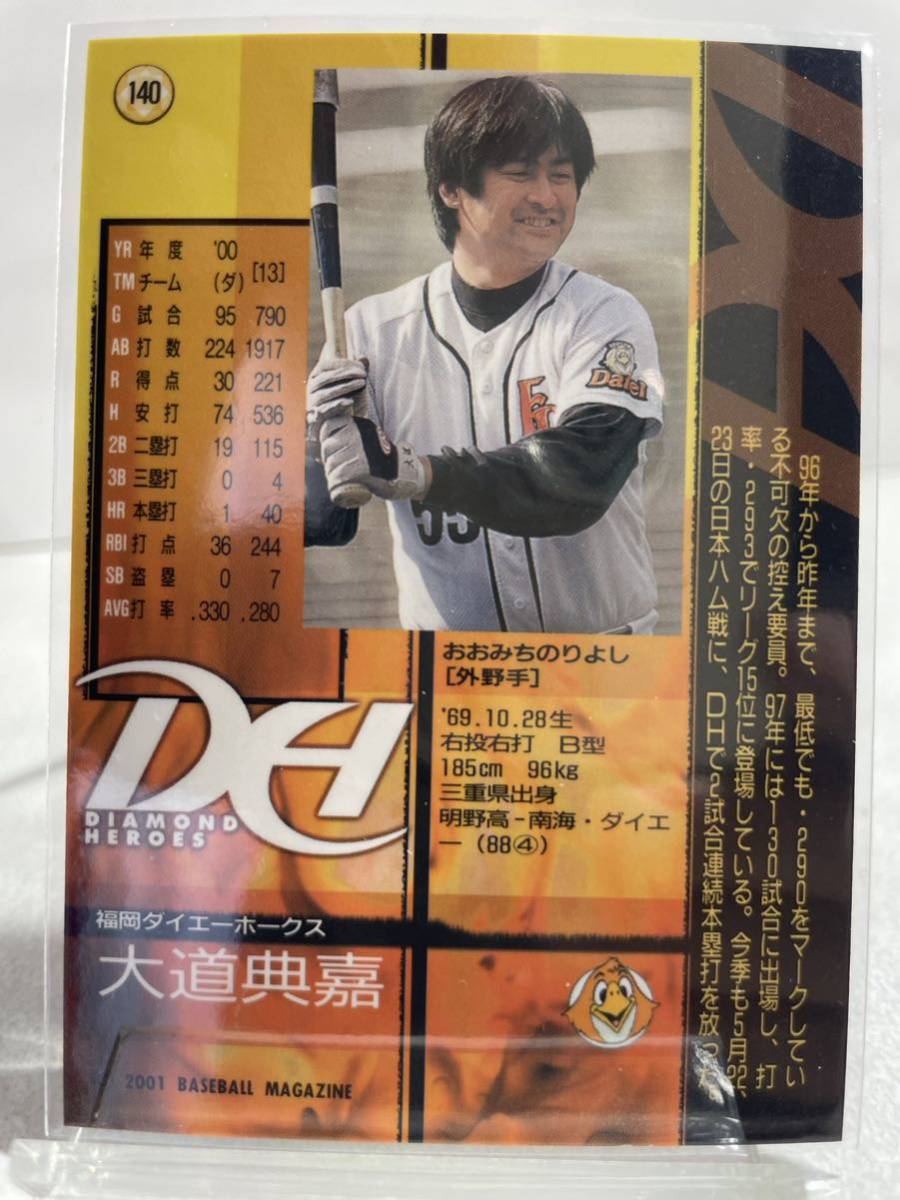 140
YR 年度 '00
TM チーム (ダ) [13]
G 試合 95 790
AB 打数 224 1917
R 得点 30 221
H 安打 74 536
2B 二塁打 19 115
3B 三塁打 0 4
HR 本塁打 1 40
RBI 打点 36 244
SB 盗塁 0 7
AVG 打率 .330 .280
Daiei
55
おおみちのりよし
[外野手]
'69.10.28生
右投右打 B型
185cm 96kg
三重県出身
明野高-南海・ダイエ
ー(88④)
96年から昨年まで、最低でも・290をマークしてい
る不可欠の控え要員。97年には130試合に出場し、打
率・293でリーグ15位に登場している。今季も5月22、
23日の日本ハム戦に、DHで2試合連続本塁打を放った。
DH
DIAMOND
HEROES
福岡ダイエーホークス
大道典嘉
2001 BASEBALL MAGAZINE